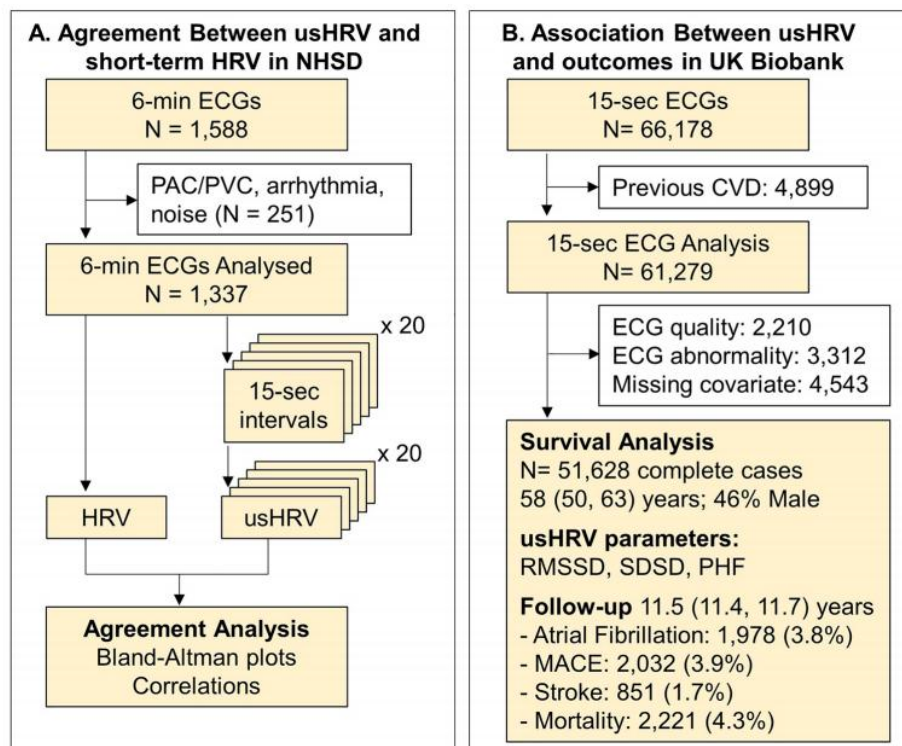 A. Agreement Between usHRV and
short-term HRV in NHSD
6-min ECGs
N = 1,588
PAC/PVC, arrhythmia,
noise (N = 251)
6-min ECGs Analysed
N = 1,337
x 20
15-sec
intervals
x 20
HRV
usHRV
Agreement Analysis
Bland-Altman plots
Correlations
B. Association Between usHRV
and outcomes in UK Biobank
15-sec ECGs
N= 66,178
Previous CVD: 4,899
15-sec ECG Analysis
N= 61,279
ECG quality: 2,210
ECG abnormality: 3,312
Missing covariate: 4,543
Survival Analysis
N= 51,628 complete cases
58 (50, 63) years; 46% Male
usHRV parameters:
RMSSD, SDSD, PHF
Follow-up 11.5 (11.4, 11.7) years
- Atrial Fibrillation: 1,978 (3.8%)
- MACE: 2,032 (3.9%)
- Stroke: 851 (1.7%)
- Mortality: 2,221 (4.3%)